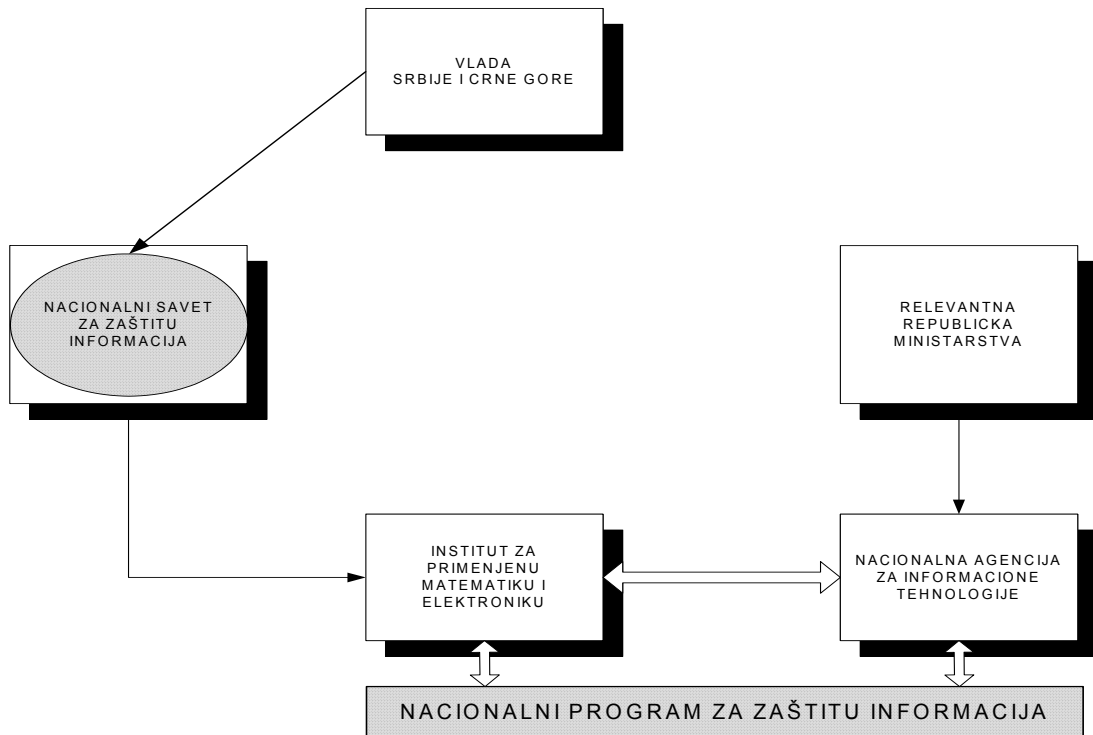 VLADA
SRBIJE I CRNE GORE
NACIONALNI SAVET
ZA ZAŠTITU
INFORMACIJA
RELEVANTNA
REPUBLICKA
MINISTARSTVA
INSTITUT ZA
PRIMENJENU
MATEMATIKU I
ELEKTRONIKU
NACIONALNA AGENCIJA
ZA INFORMACIONE
TEHNOLOGIJE
NACIONALNI PROGRAM ZA ZAŠTITU INFORMACIJA